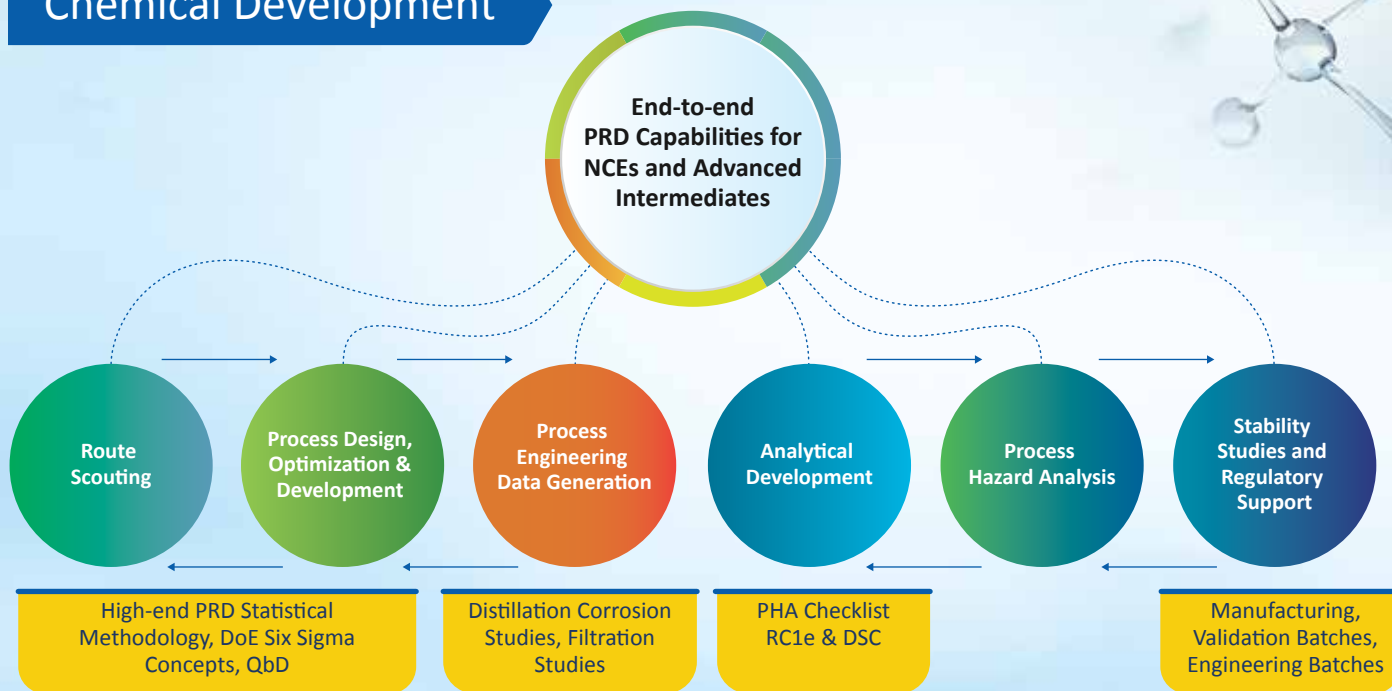 Chemical Development
End-to-end
PRD Capabilities for
NCEs and Advanced
Intermediates
Route
Scouting
Process Design,
Optimization &
Development
Process
Engineering
Data Generation
Analytical
Development
Process
Hazard Analysis
Stability
Studies and
Regulatory
Support
High-end PRD Statistical
Methodology, DoE Six Sigma
Concepts, QbD
Distillation Corrosion
Studies, Filtration
Studies
PHA Checklist
RC1e & DSC
Manufacturing,
Validation Batches,
Engineering Batches